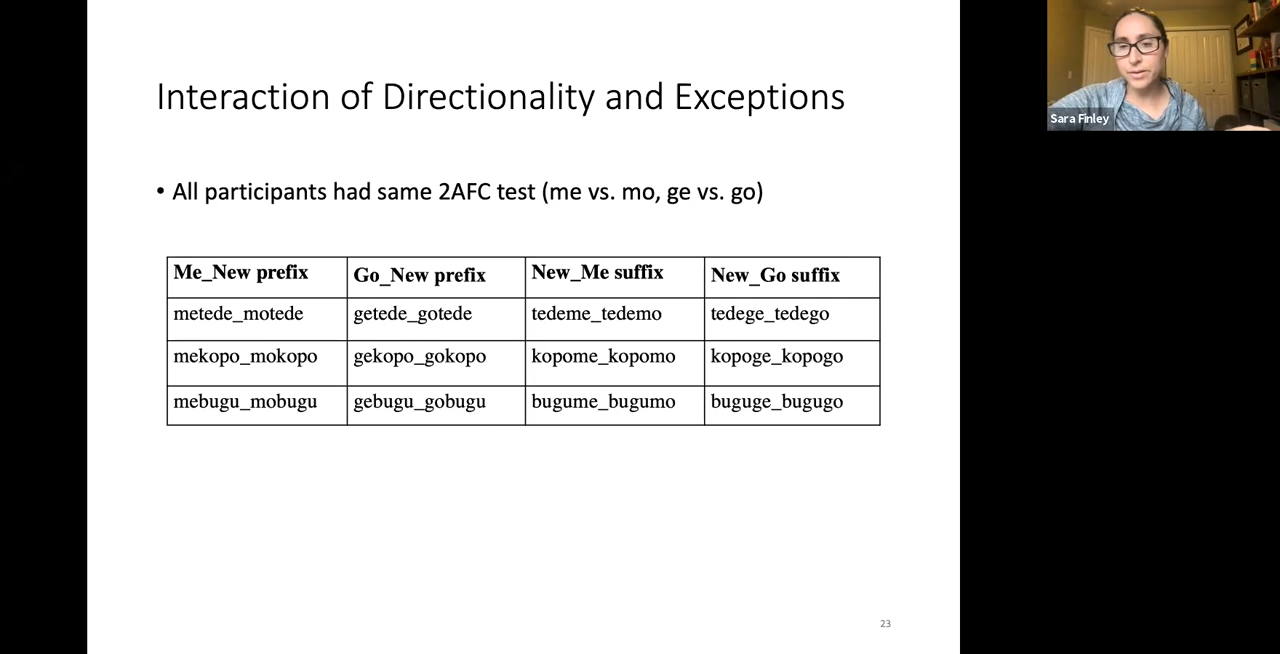 Interaction of Directionality and Exceptions
Sara Finley
• All participants had same 2AFC test (me vs. mo, ge vs. go)
Me_New prefix Go_New prefix New_Me suffix New_Go suffix
metede_motede getede_gotede tedeme_tedemo tedege_tedego
mekopo_mokopo gekopo_gokopo kopome_kopomo kopoge_kopogo
mebugu_mobugu gebugu_gobugu bugume_bugumo buguge_bugugo
23